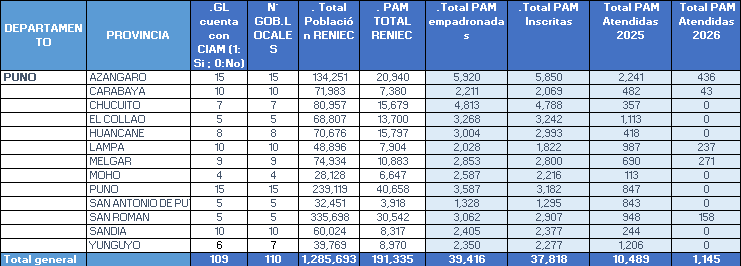 DEPARTAMENTO PROVINCIA .GL cuenta con CIAM (1: Si ; 0:No) N° GOB.LOCALES . Total Población RENIEC . PAM TOTAL RENIEC .Total PAM empadronadas .Total PAM Inscritas Total PAM Atendidas 2025 Total PAM Atendidas 2026
PUNO AZANGARO 15 15 134,251 20,940 5,920 5,850 2,241 436
CARABAYA 10 10 71,983 7,380 2,211 2,069 482 43
CHUCUITO 7 7 80,957 15,679 4,813 4,788 357 0
EL COLLAO 5 5 68,807 13,700 3,268 3,242 1,113 0
HUANCANE 8 8 70,676 15,797 3,004 2,993 418 0
LAMPA 10 10 48,896 7,904 2,028 1,822 987 237
MELGAR 9 9 74,934 10,883 2,853 2,800 690 271
MOHO 4 4 28,128 6,647 2,587 2,216 113 0
PUNO 15 15 239,119 40,658 3,587 3,182 847 0
SAN ANTONIO DE PU 5 5 32,451 3,918 1,328 1,295 843 0
SAN ROMAN 5 5 335,698 30,542 3,062 2,907 948 158
SANDIA 10 10 60,024 8,317 2,405 2,377 244 0
YUNGUYO 6 7 39,769 8,970 2,350 2,277 1,206 0
Total general 109 110 1,285,693 191,335 39,416 37,818 10,489 1,145